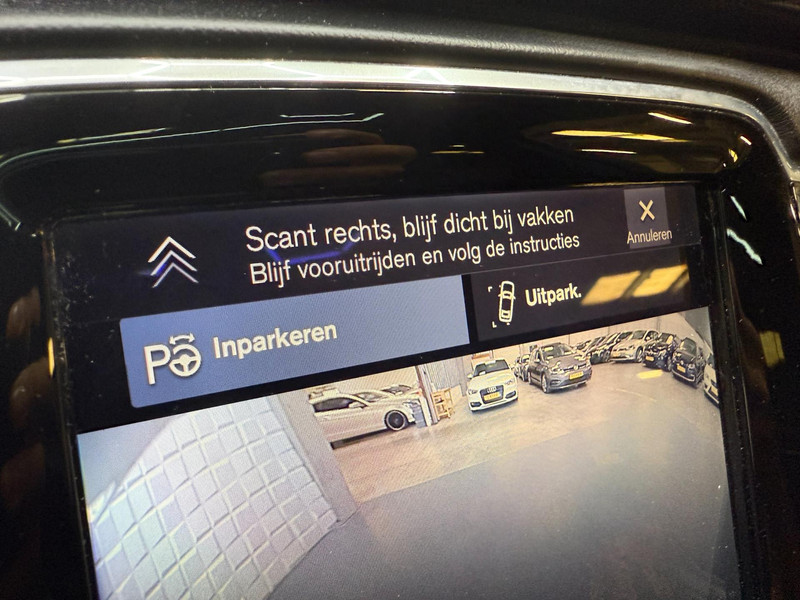 Scant rechts, blijf dicht bij vakken
Blijf vooruitrijden en volg de instructies
Annuleren
P Inparkeren
Uitpark.